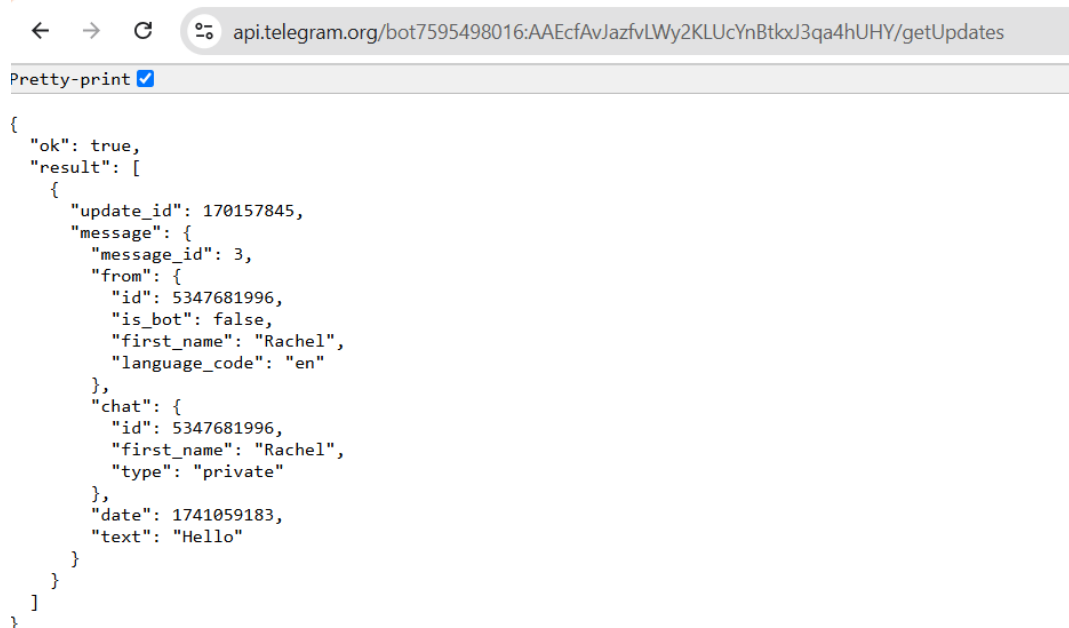 api.telegram.org/bot7595498016:AAEcfAvJazfvLWy2KLUcYnBtkxJ3qa4hUHY/getUpdates
Pretty-print
{
  "ok": true,
  "result": [
    {
      "update_id": 170157845,
      "message": {
        "message_id": 3,
        "from": {
          "id": 5347681996,
          "is_bot": false,
          "first_name": "Rachel",
          "language_code": "en"
        },
        "chat": {
          "id": 5347681996,
          "first_name": "Rachel",
          "type": "private"
        },
        "date": 1741059183,
        "text": "Hello"
      }
    }
  ]
}